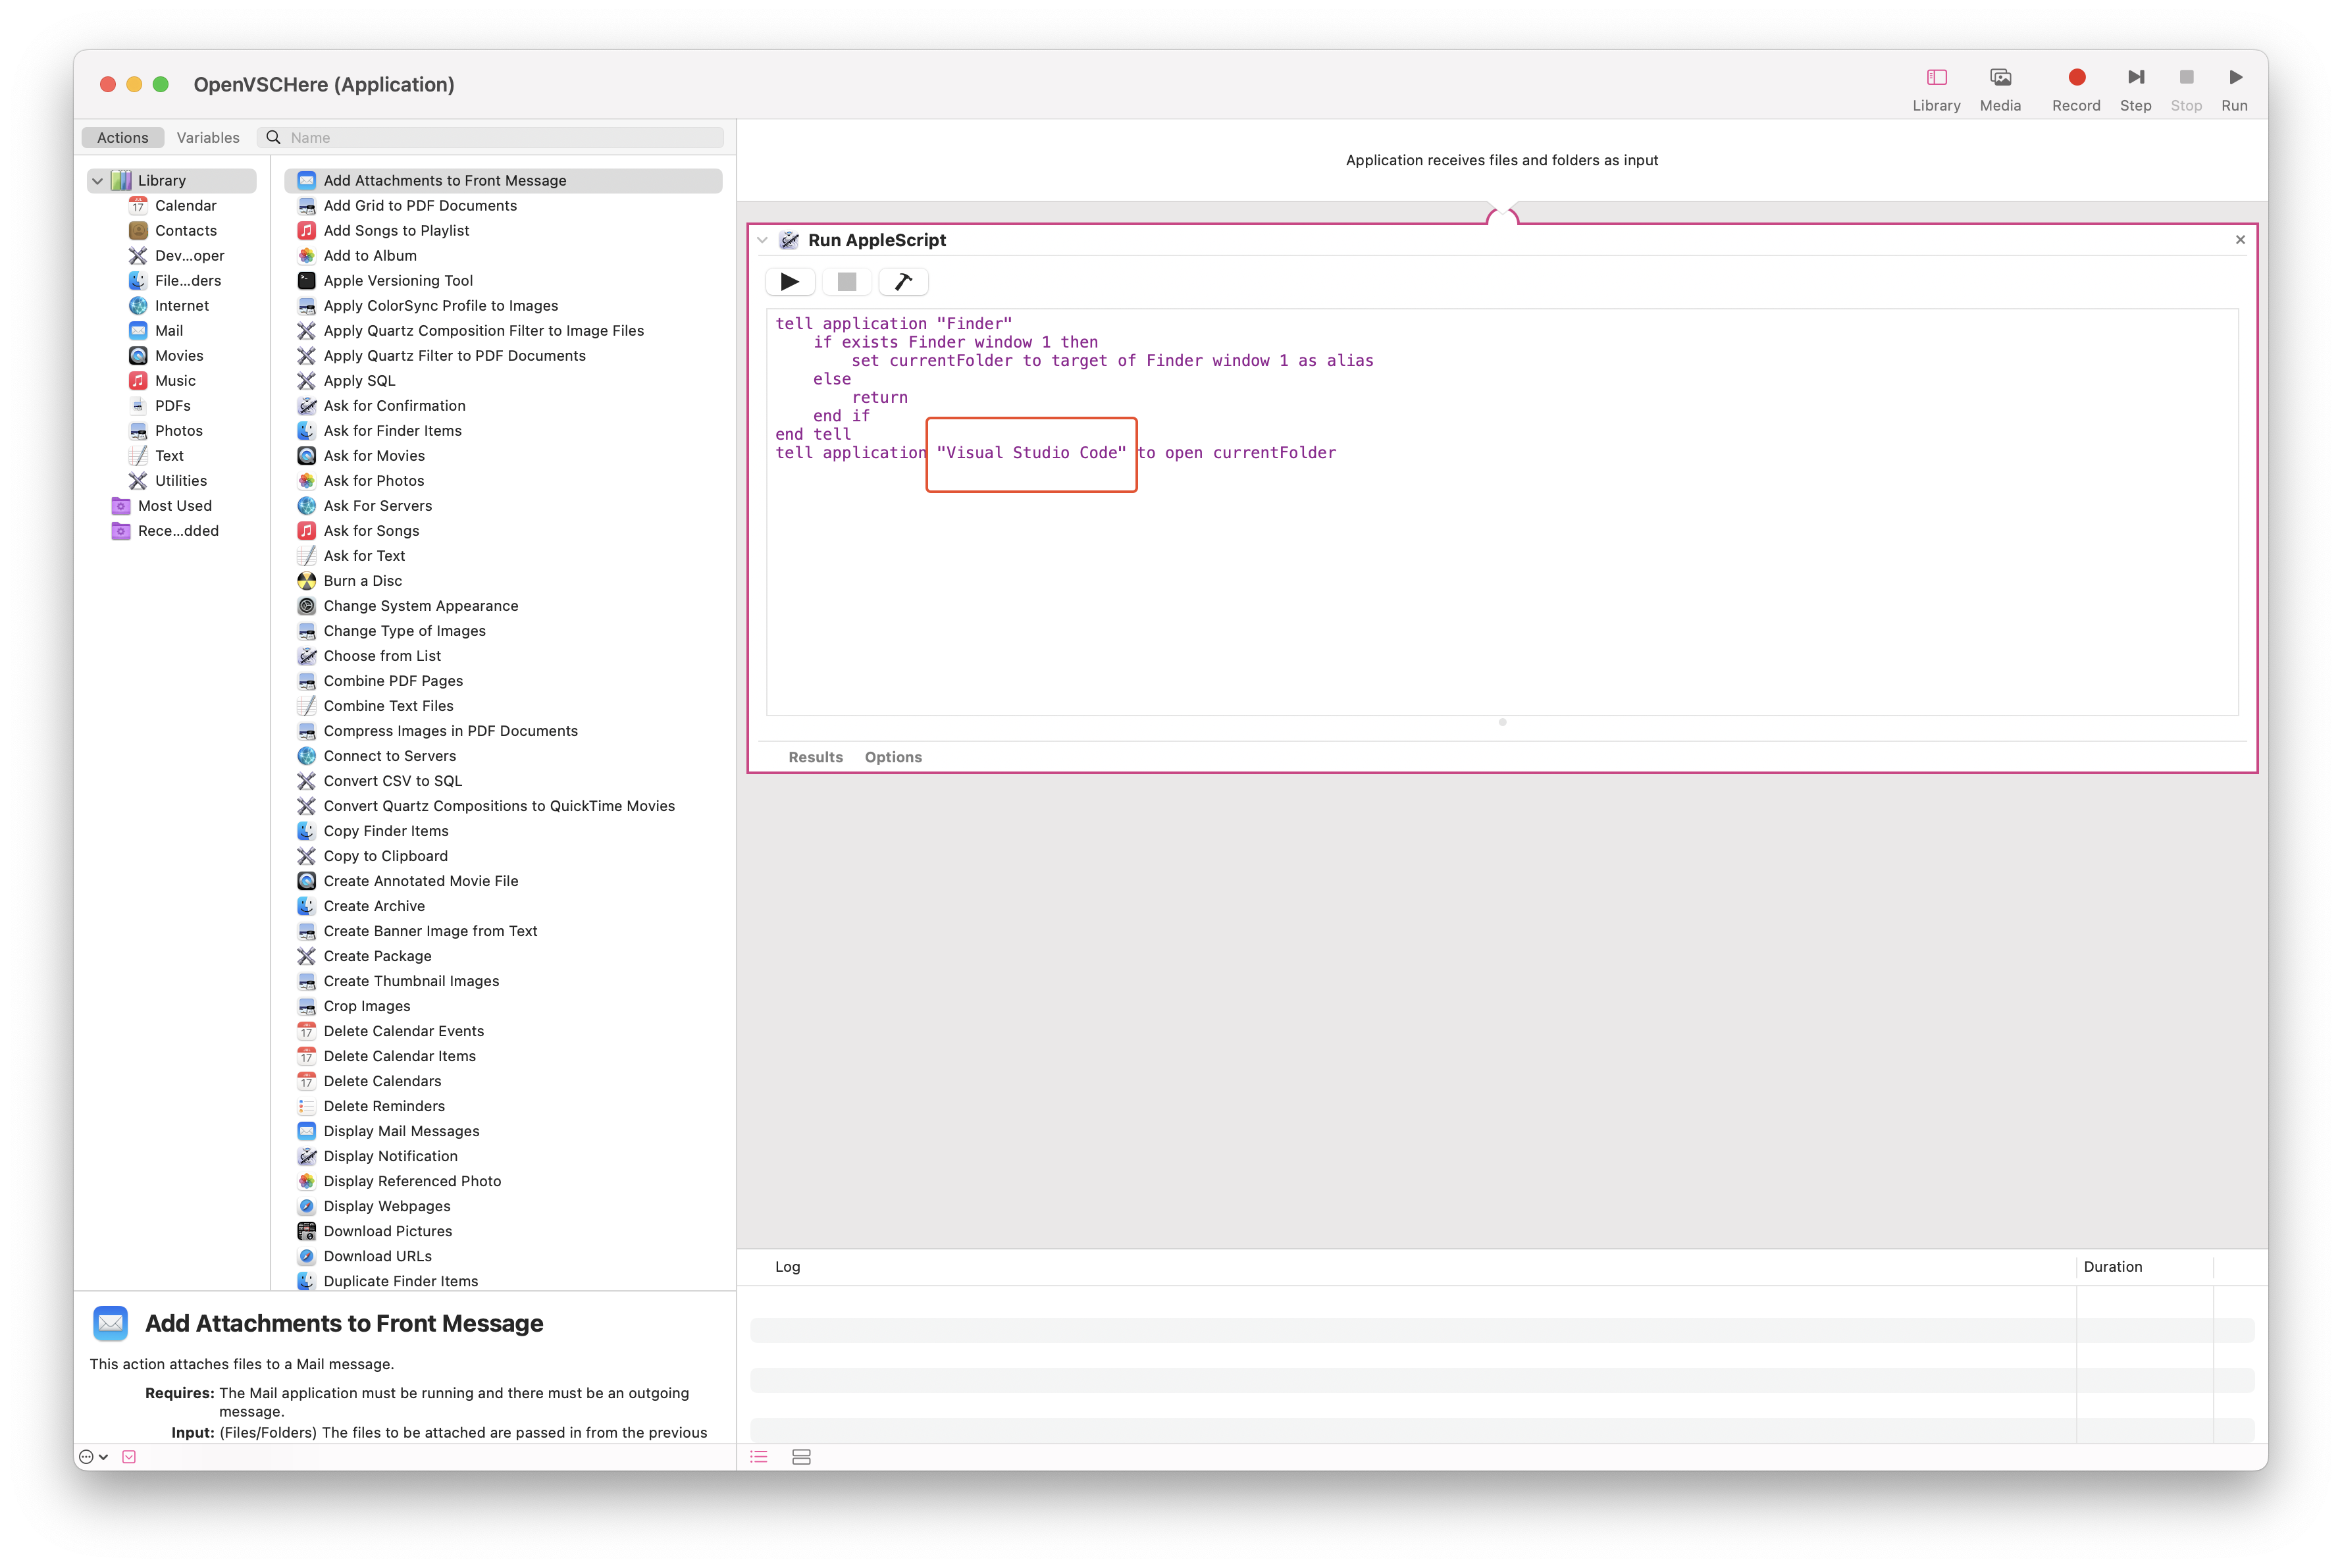 OpenVSCHere (Application)
Library
Media
Record
Step
Stop
Run
Actions
Variables
Name
Library
Calendar
Contacts
Dev...oper
File...ders
Internet
Mail
Movies
Music
PDFs
Photos
Text
Utilities
Most Used
Rece...dded
Add Attachments to Front Message
Add Grid to PDF Documents
Add Songs to Playlist
Add to Album
Apple Versioning Tool
Apply ColorSync Profile to Images
Apply Quartz Composition Filter to Image Files
Apply Quartz Filter to PDF Documents
Apply SQL
Ask for Confirmation
Ask for Finder Items
Ask for Movies
Ask for Photos
Ask For Servers
Ask for Songs
Ask for Text
Burn a Disc
Change System Appearance
Change Type of Images
Choose from List
Combine PDF Pages
Combine Text Files
Compress Images in PDF Documents
Connect to Servers
Convert CSV to SQL
Convert Quartz Compositions to QuickTime Movies
Copy Finder Items
Copy to Clipboard
Create Annotated Movie File
Create Archive
Create Banner Image from Text
Create Package
Create Thumbnail Images
Crop Images
Delete Calendar Events
Delete Calendar Items
Delete Calendars
Delete Reminders
Display Mail Messages
Display Notification
Display Referenced Photo
Display Webpages
Download Pictures
Download URLs
Duplicate Finder Items
Add Attachments to Front Message
This action attaches files to a Mail message.
Requires: The Mail application must be running and there must be an outgoing
message.
Input: (Files/Folders) The files to be attached are passed in from the previous
Application receives files and folders as input
Run AppleScript
tell application "Finder"
if exists Finder window 1 then
set currentFolder to target of Finder window 1 as alias
else
return
end if
end tell
tell application "Visual Studio Code" to open currentFolder
Results
Options
Log
Duration